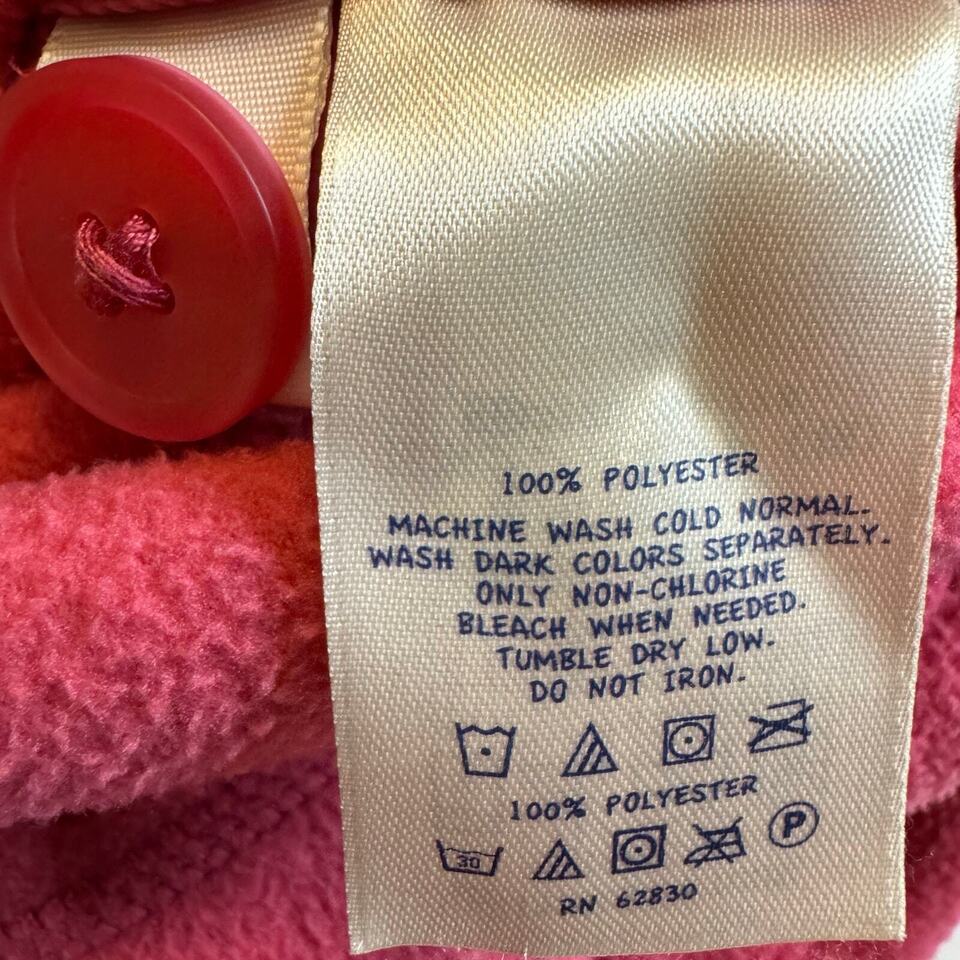 100% POLYESTER
MACHINE WASH COLD NORMAL.
WASH DARK COLORS SEPARATELY.
ONLY NON-CHLORINE
BLEACH WHEN NEEDED.
TUMBLE DRY LOW.
DO NOT IRON.
100% POLYESTER
30 P
RN 62830